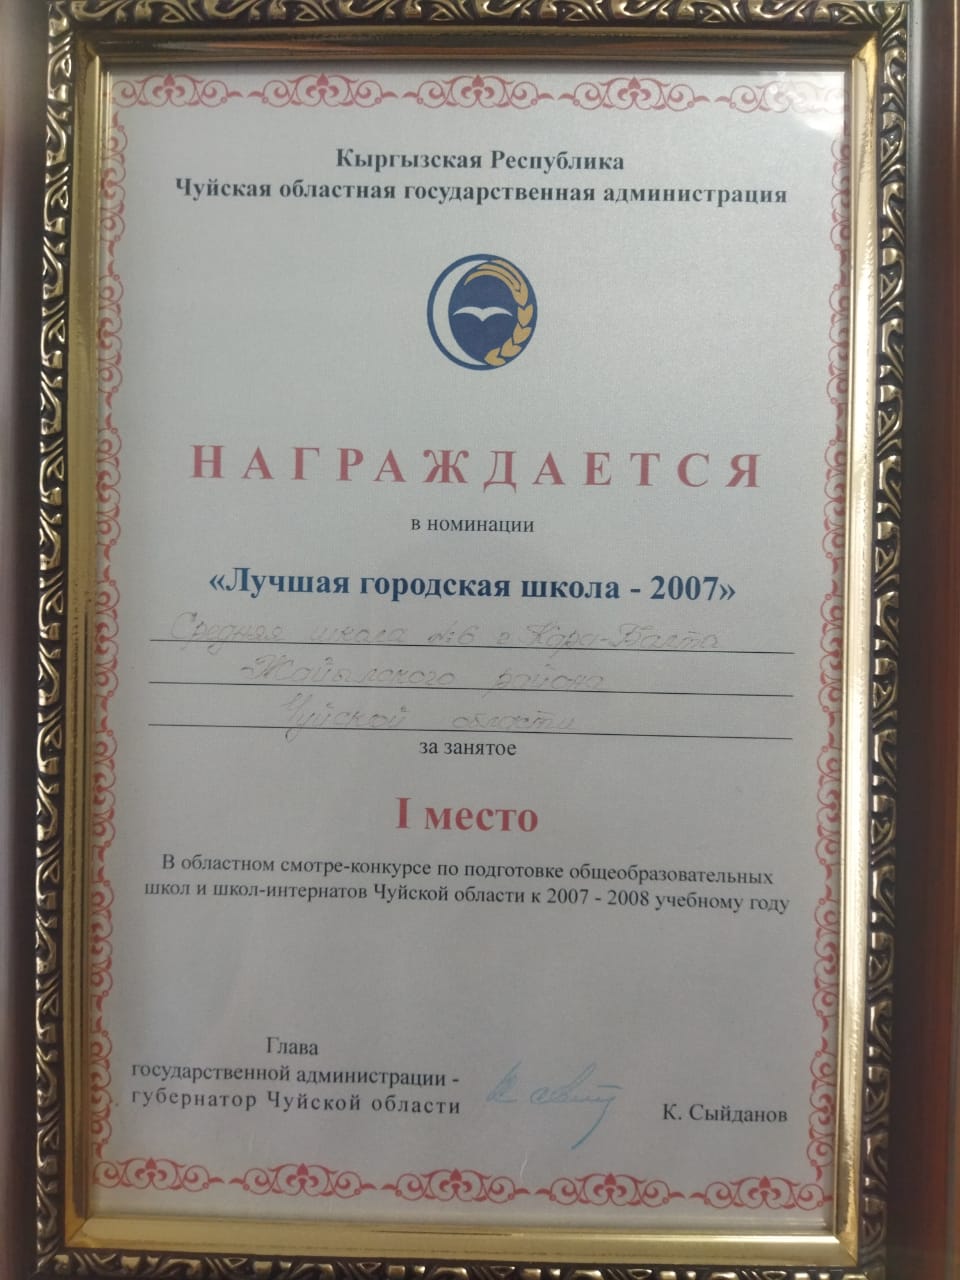 Кыргызская Республика
Чуйская областная государственная администрация
НАГРАЖДАЕТСЯ
в номинации
«Лучшая городская школа - 2007»
Средняя школа №6 г Кара-Балта
Жайылского района
Чуйской области
за занятое
I место
В областном смотре-конкурсе по подготовке общеобразовательных
школ и школ-интернатов Чуйской области к 2007 - 2008 учебному году
Глава
государственной администрации -
губернатор Чуйской области
К. Сыйданов